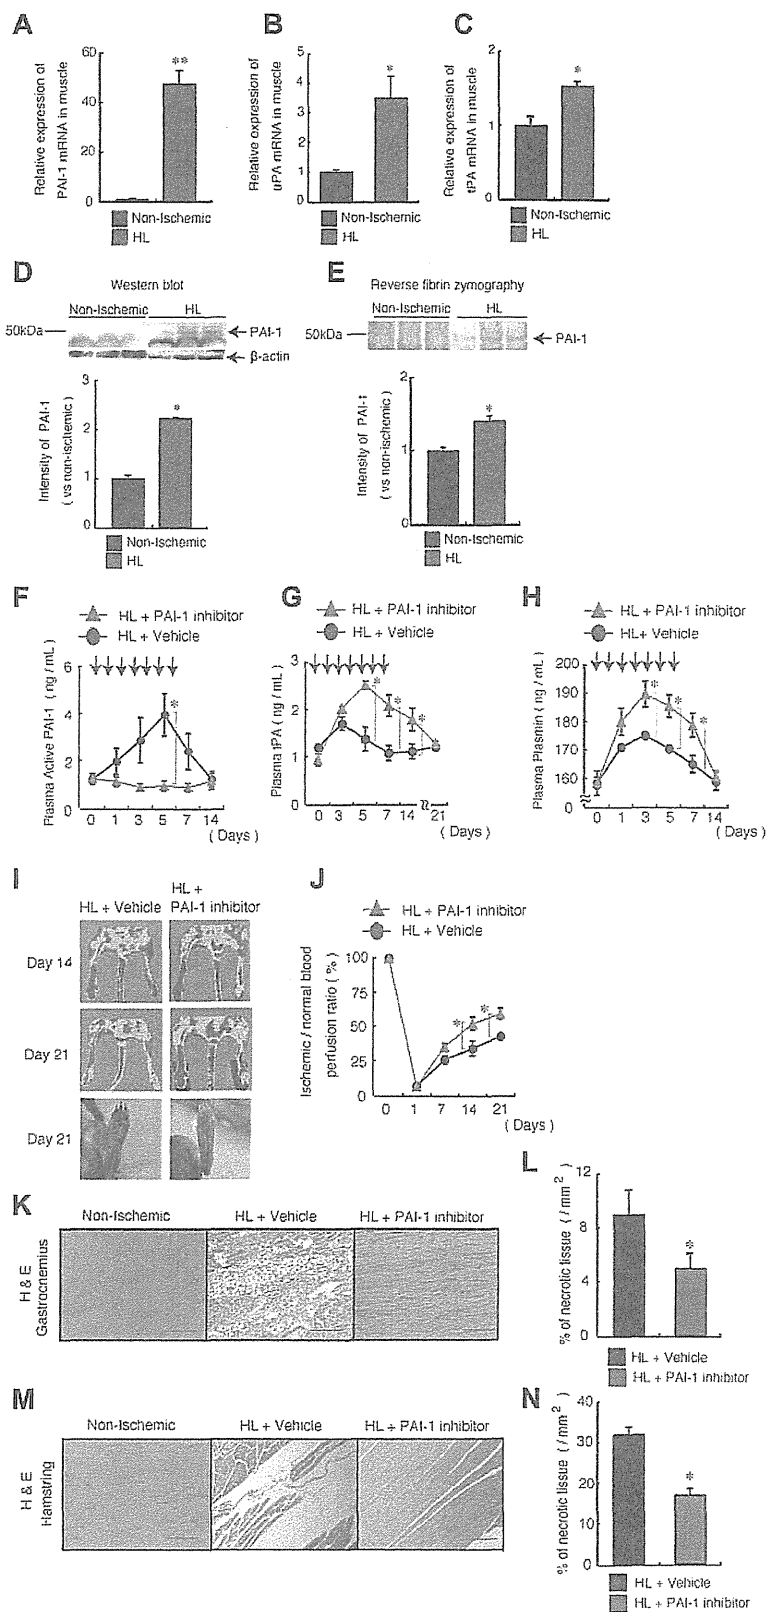 A
Relative expression of
PAI-1 mRNA in muscle
60
40
20
0
**
Non-Ischemic
HL
B
Relative expression of
uPA mRNA in muscle
5
4
3
2
1
0
*
Non-Ischemic
HL
C
Relative expression of
tPA mRNA in muscle
2
1
0
*
Non-Ischemic
HL
D
Western blot
Non-Ischemic HL
50kDa
PAI-1
β-actin
Intensity of PAI-1
( vs non-ischemic )
3
2
1
0
*
Non-Ischemic
HL
E
Reverse fibrin zymography
Non-Ischemic HL
50kDa
PAI-1
Intensity of PAI-1
( vs non-ischemic )
2
1
0
*
Non-Ischemic
HL
F
HL + PAI-1 inhibitor
HL + Vehicle
Plasma Active PAI-1 ( ng / mL )
6
4
2
0
*
0 1 3 5 7 14
( Days )
G
HL + PAI-1 inhibitor
HL + Vehicle
Plasma tPA ( ng / mL )
3
2
1
0
* * *
0 3 5 7 14 21
( Days )
H
HL + PAI-1 inhibitor
HL + Vehicle
Plasma Plasmin ( ng / mL )
200
190
180
170
160
0
* * *
0 1 3 5 7 14
( Days )
I
HL + Vehicle
HL +
PAI-1 inhibitor
Day 14
Day 21
Day 21
J
HL + PAI-1 inhibitor
HL + Vehicle
Ischemic / normal blood
perfusion ratio ( % )
100
75
50
25
0
* *
0 1 7 14 21
( Days )
K
Non-Ischemic HL + Vehicle HL + PAI-1 inhibitor
H & E
Gastrocnemius
L
% of necrotic tissue ( / mm²)
12
8
4
0
*
HL + Vehicle
HL + PAI-1 inhibitor
M
Non-Ischemic HL + Vehicle HL + PAI-1 inhibitor
H & E
Hamstring
N
% of necrotic tissue ( / mm²)
40
30
20
10
0
*
HL + Vehicle
HL + PAI-1 inhibitor